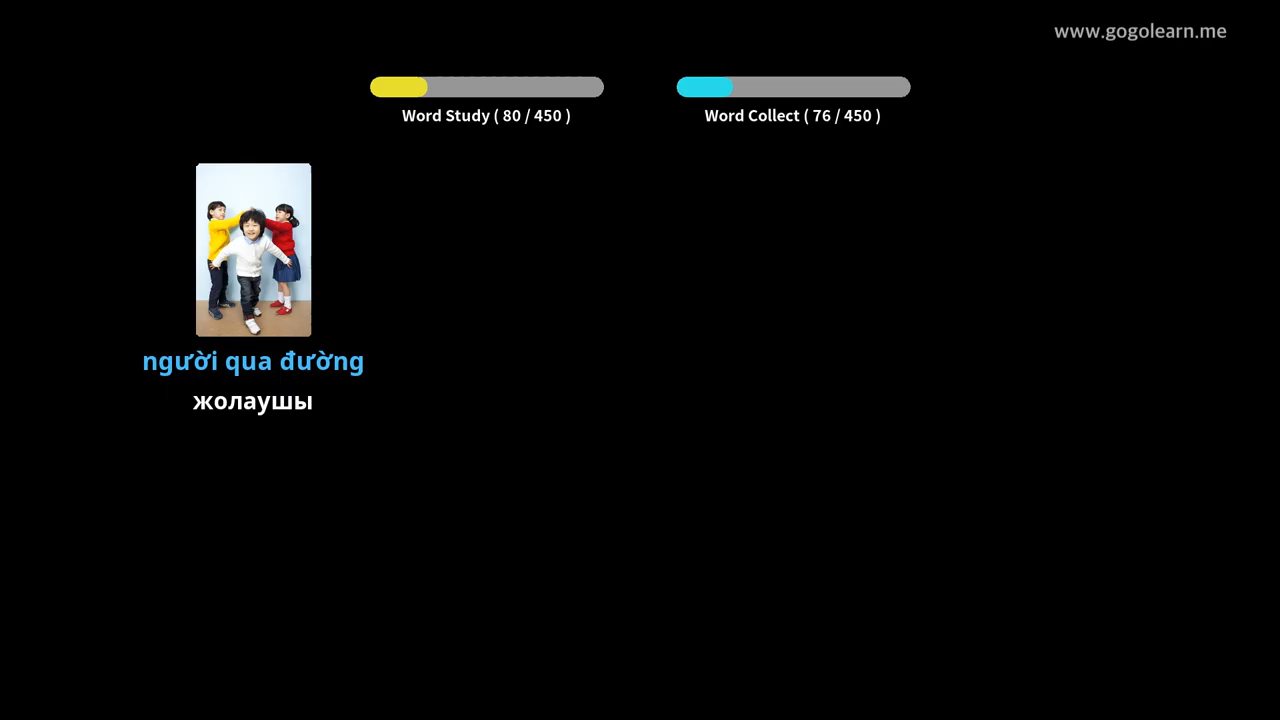 www.gogolearn.me
Word Study ( 80 / 450 )
Word Collect ( 76 / 450 )
người qua đường
жолаушы